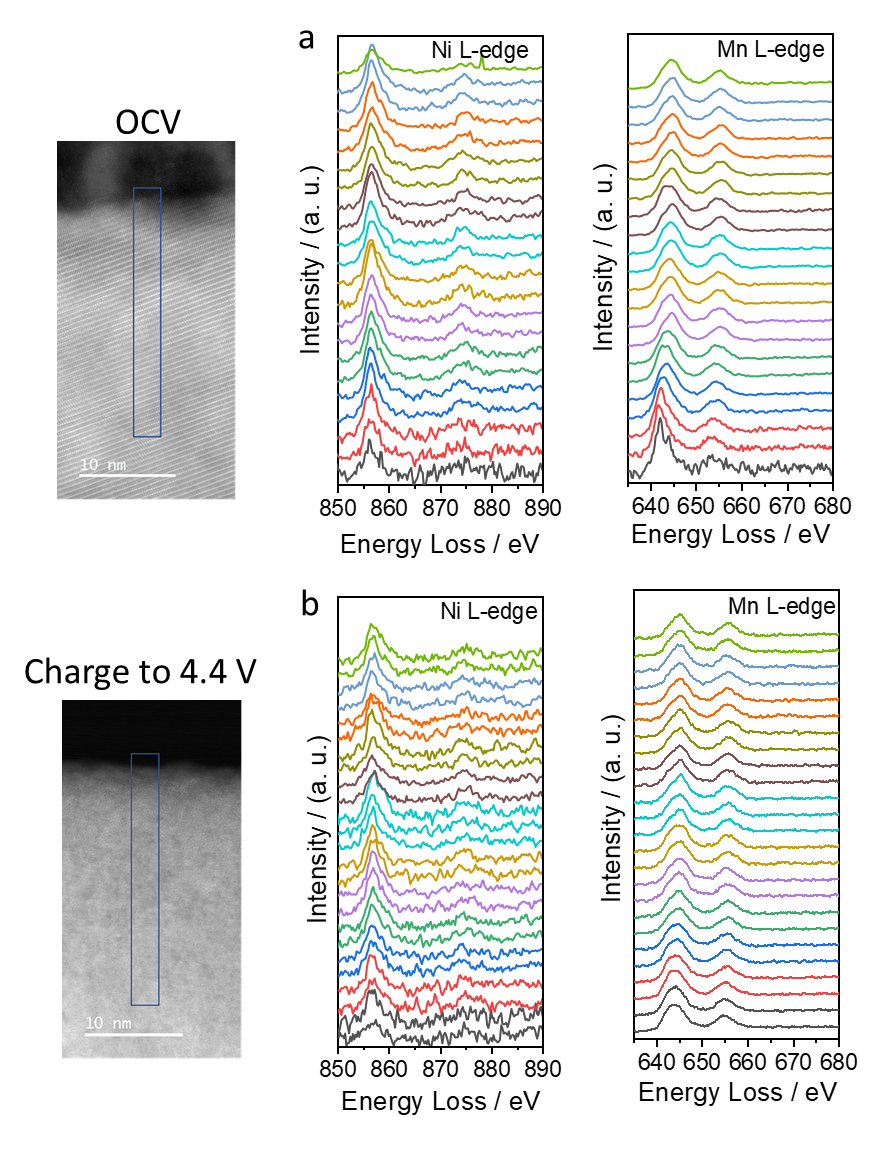 a
Ni L-edge
Mn L-edge
OCV
Intensity / (a. u.)
Intensity / (a. u.)
10 nm
850 860 870 880 890
640 650 660 670 680
Energy Loss / eV
Energy Loss / eV
b
Ni L-edge
Mn L-edge
Charge to 4.4 V
Intensity / (a. u.)
Intensity / (a. u.)
10 nm
850 860 870 880 890
640 650 660 670 680
Energy Loss / eV
Energy Loss / eV